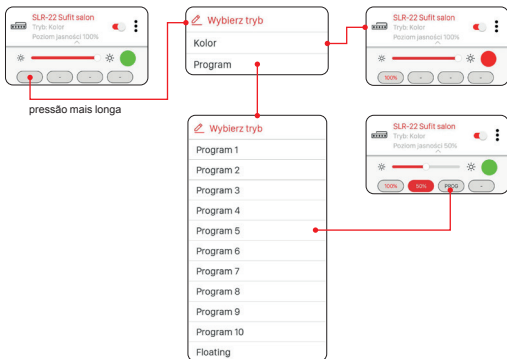 SLR-22 Sufit salon
Tryb: Kolor
Poziom jasności 100%
- - - -
pressão mais longa
Wybierz tryb
Kolor
Program
SLR-22 Sufit salon
Tryb: Kolor
Poziom jasności 100%
100% - - -
Wybierz tryb
Program 1
Program 2
Program 3
Program 4
Program 5
Program 6
Program 7
Program 8
Program 9
Program 10
Floating
SLR-22 Sufit salon
Tryb: Kolor
Poziom jasności 50%
100% 50% PROG -